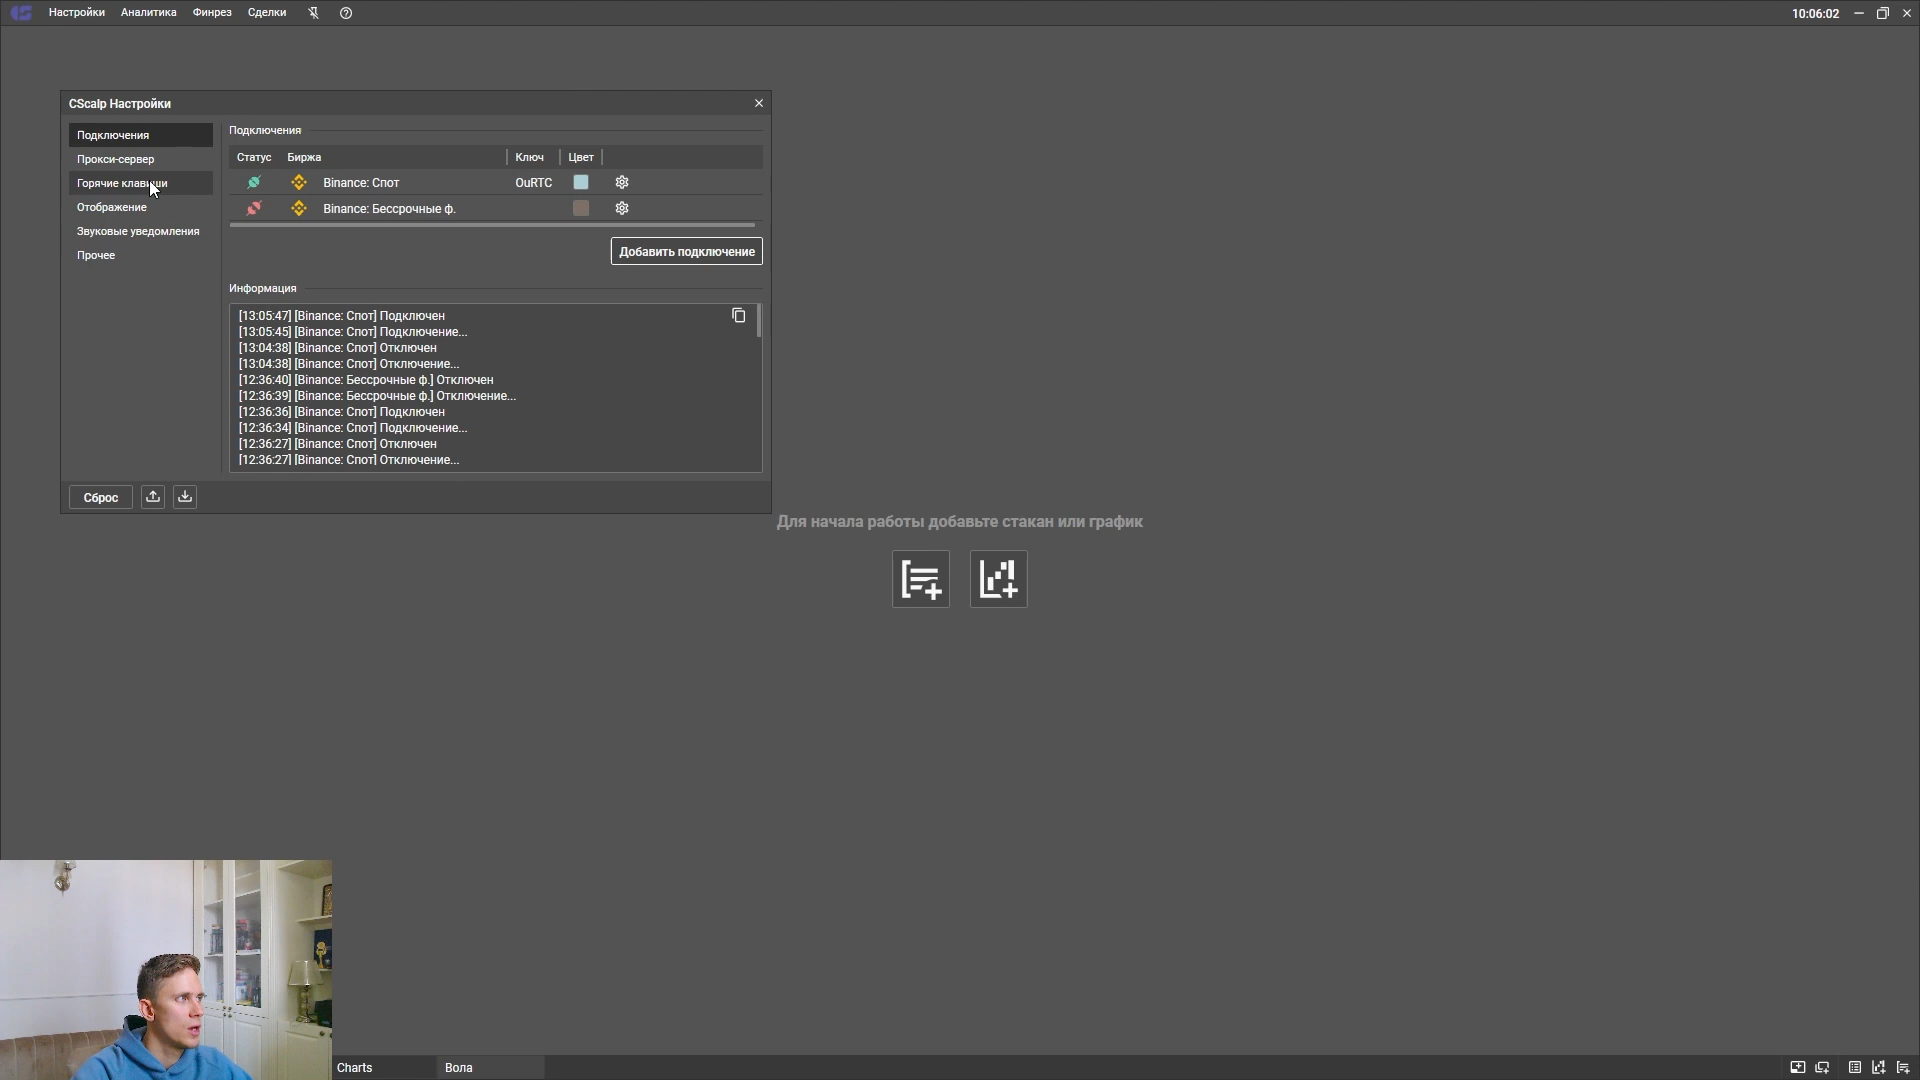 Настройки Аналитика Финрез Сделки
10:06:02
CScalp Настройки
Подключения
Прокси-сервер
Горячие клавиши
Отображение
Звуковые уведомления
Прочее
Подключения
Статус Биржа Ключ Цвет
Binance: Спот OuRTC
Binance: Бессрочные ф.
Добавить подключение
Информация
[13:05:47] [Binance: Спот] Подключен
[13:05:45] [Binance: Спот] Подключение...
[13:04:38] [Binance: Спот] Отключен
[13:04:38] [Binance: Спот] Отключение...
[12:36:40] [Binance: Бессрочные ф.] Отключен
[12:36:39] [Binance: Бессрочные ф.] Отключение...
[12:36:36] [Binance: Спот] Подключен
[12:36:34] [Binance: Спот] Подключение...
[12:36:27] [Binance: Спот] Отключен
[12:36:27] [Binance: Спот] Отключение...
Сброс
Для начала работы добавьте стакан или график
Charts Вола